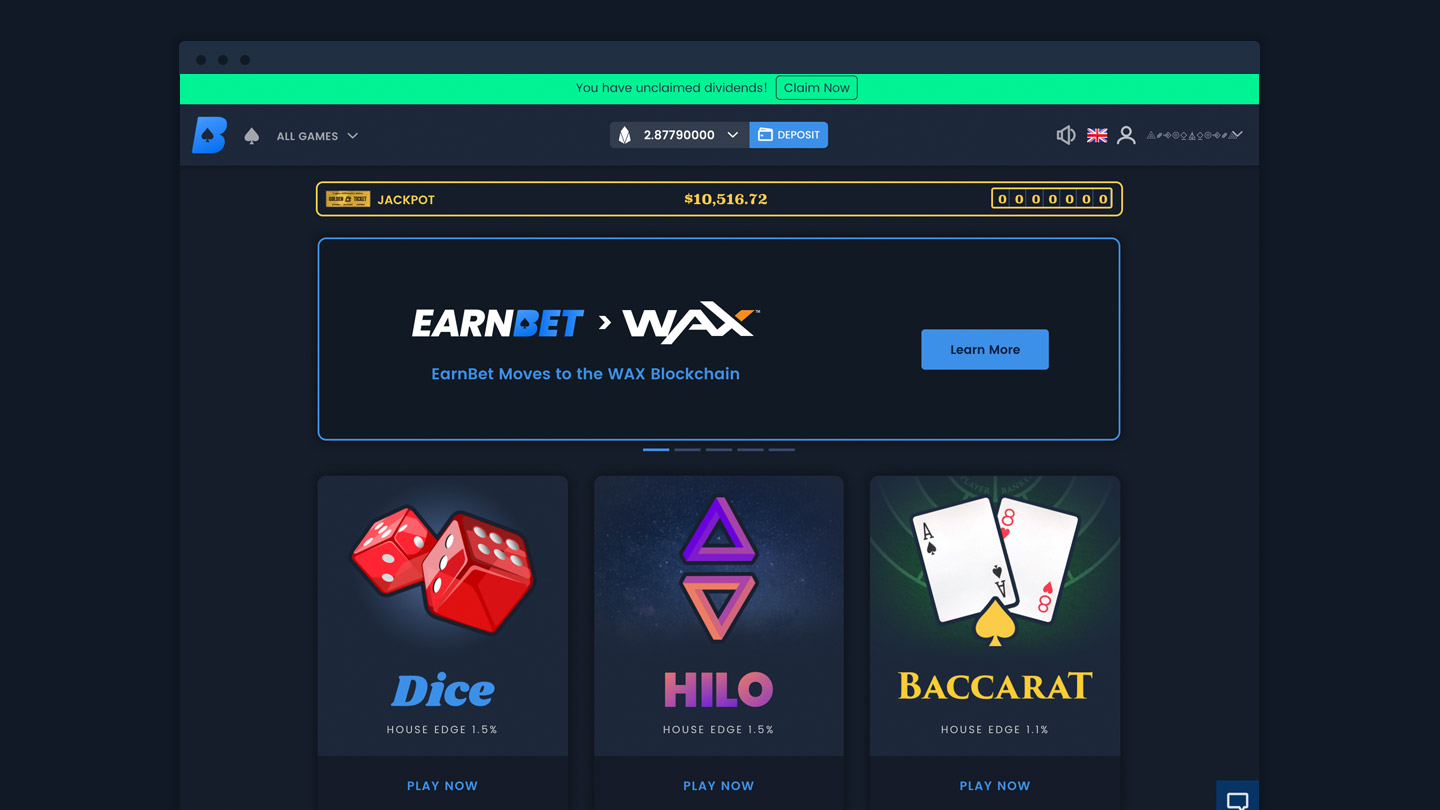 You have unclaimed dividends! Claim Now
B
ALL GAMES
2.87790000
DEPOSIT
GOLDEN TICKET
JACKPOT
$10,516.72
0 0 0 0 0 0 0
EARNBET > WAX™
EarnBet Moves to the WAX Blockchain
Learn More
PLAYER BANKER
A 8
A 8
Dice
HILO
BACCARAT
HOUSE EDGE 1.5%
HOUSE EDGE 1.5%
HOUSE EDGE 1.1%
PLAY NOW
PLAY NOW
PLAY NOW